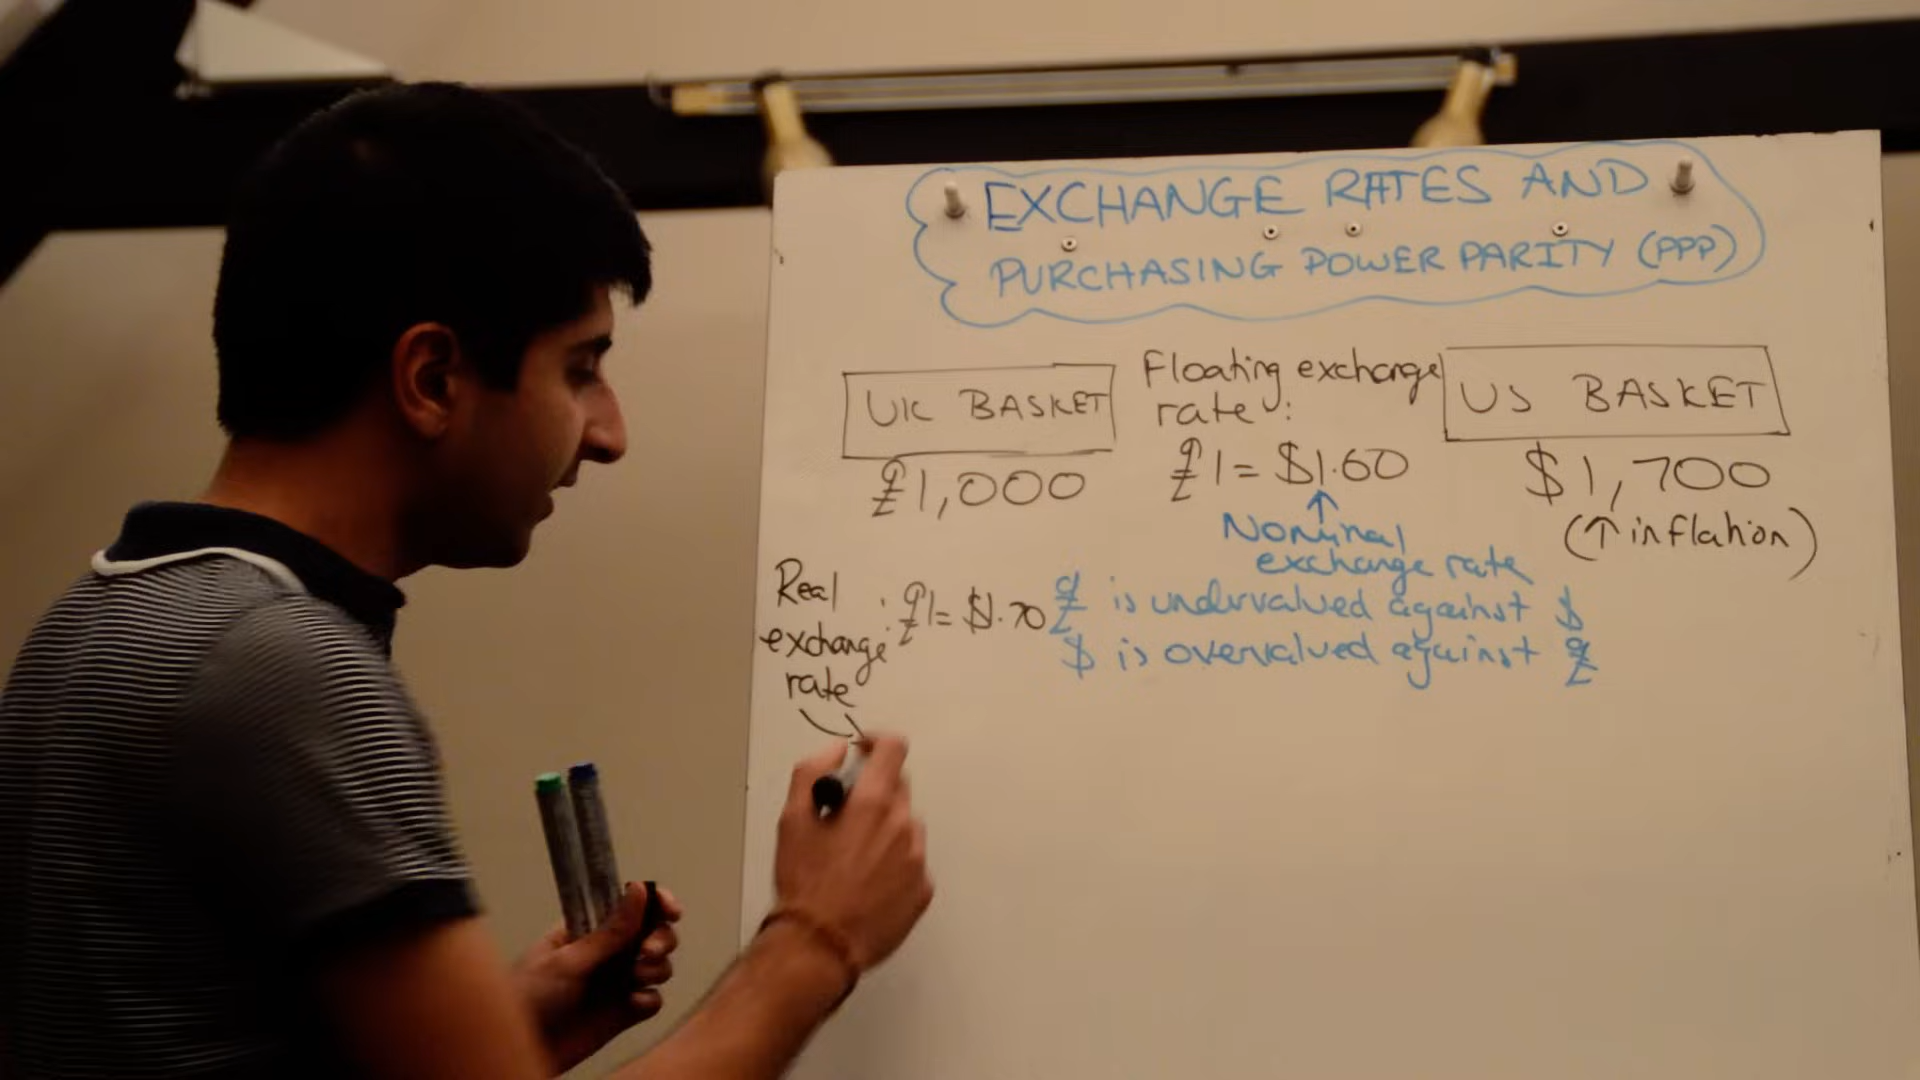 EXCHANGE RATES AND
PURCHASING POWER PARITY (PPP)
UK BASKET
£1,000
Floating exchange
rate:
£1 = $1.60
Nominal
exchange rate
US BASKET
$1,700
(↑ inflation)
Real
exchange
rate
: £1 = $1.70
£ is undervalued against $
$ is overvalued against £